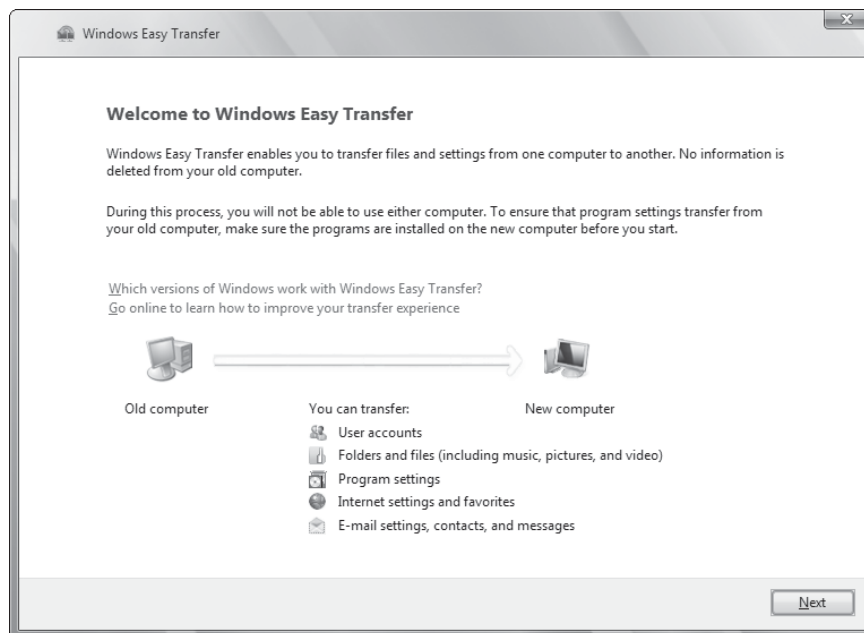 Windows Easy Transfer
Welcome to Windows Easy Transfer
Windows Easy Transfer enables you to transfer files and settings from one computer to another. No information is
deleted from your old computer.
During this process, you will not be able to use either computer. To ensure that program settings transfer from
your old computer, make sure the programs are installed on the new computer before you start.
Which versions of Windows work with Windows Easy Transfer?
Go online to learn how to improve your transfer experience
Old computer
You can transfer:
New computer
User accounts
Folders and files (including music, pictures, and video)
Program settings
Internet settings and favorites
E-mail settings, contacts, and messages
Next